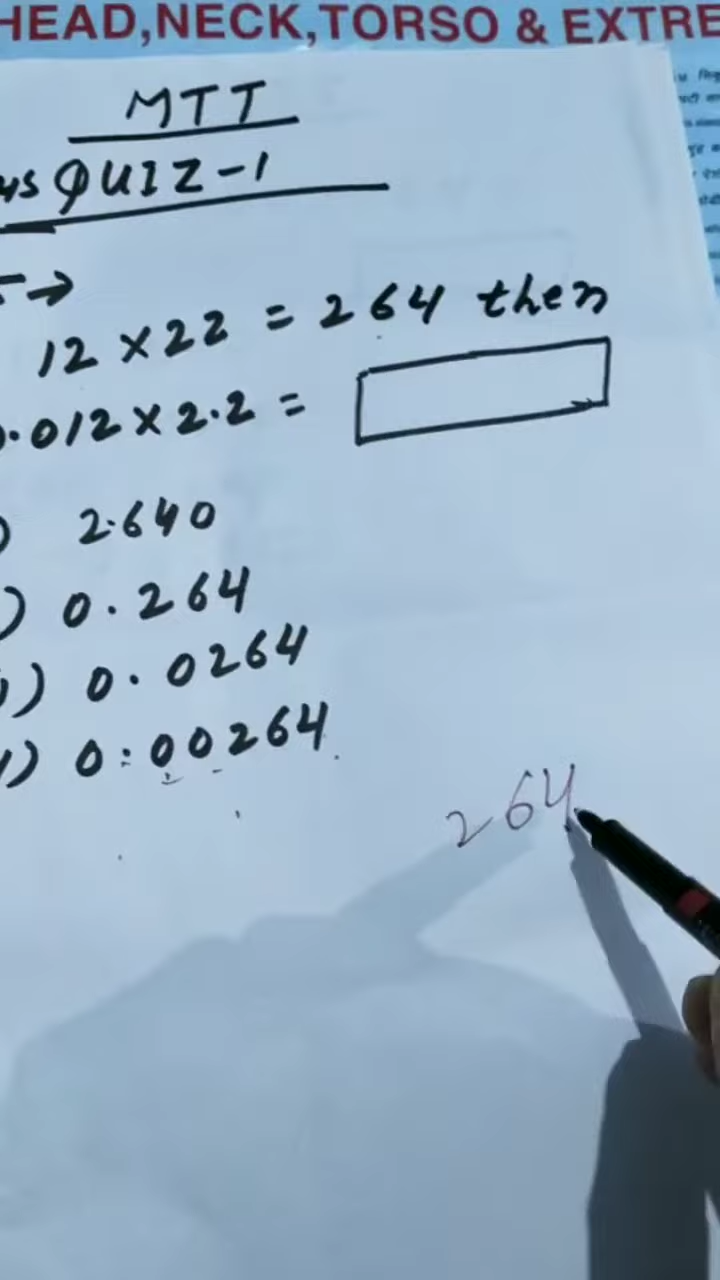 HEAD,NECK,TORSO & EXTRE
MTT
QUIZ-1
→
12 × 22 = 264 then
0.012 × 2.2 =
) 2.640
) 0.264
) 0.0264
) 0.00264
264